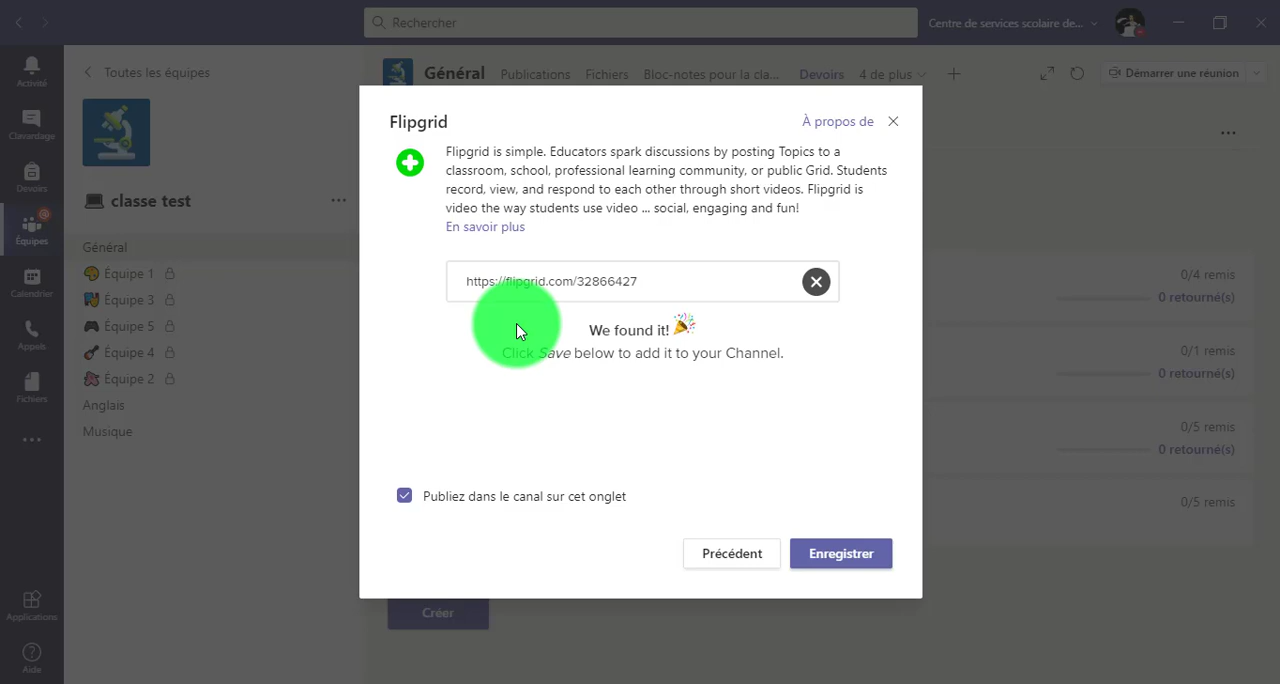 Rechercher
Centre de services scolaire de...
Activité
Clavardage
Devoirs
Équipes
Calendrier
Appels
Fichiers
Applications
Aide
Toutes les équipes
classe test
Général
Équipe 1
Équipe 3
Équipe 5
Équipe 4
Équipe 2
Anglais
Musique
Général Publications Fichiers Bloc-notes pour la cla... Devoirs 4 de plus
Démarrer une réunion
Flipgrid
À propos de
Flipgrid is simple. Educators spark discussions by posting Topics to a
classroom, school, professional learning community, or public Grid. Students
record, view, and respond to each other through short videos. Flipgrid is
video the way students use video ... social, engaging and fun!
En savoir plus
https://flipgrid.com/32866427
We found it!
Click Save below to add it to your Channel.
Publiez dans le canal sur cet onglet
Précédent
Enregistrer
0/4 remis
0 retourné(s)
0/1 remis
0 retourné(s)
0/5 remis
0 retourné(s)
0/5 remis
Créer